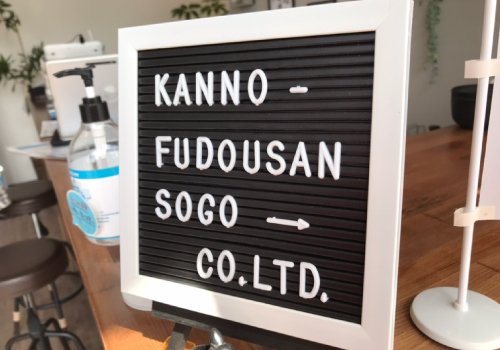 KANNO -
FUDOUSAN
SOGO →
CO.LTD.